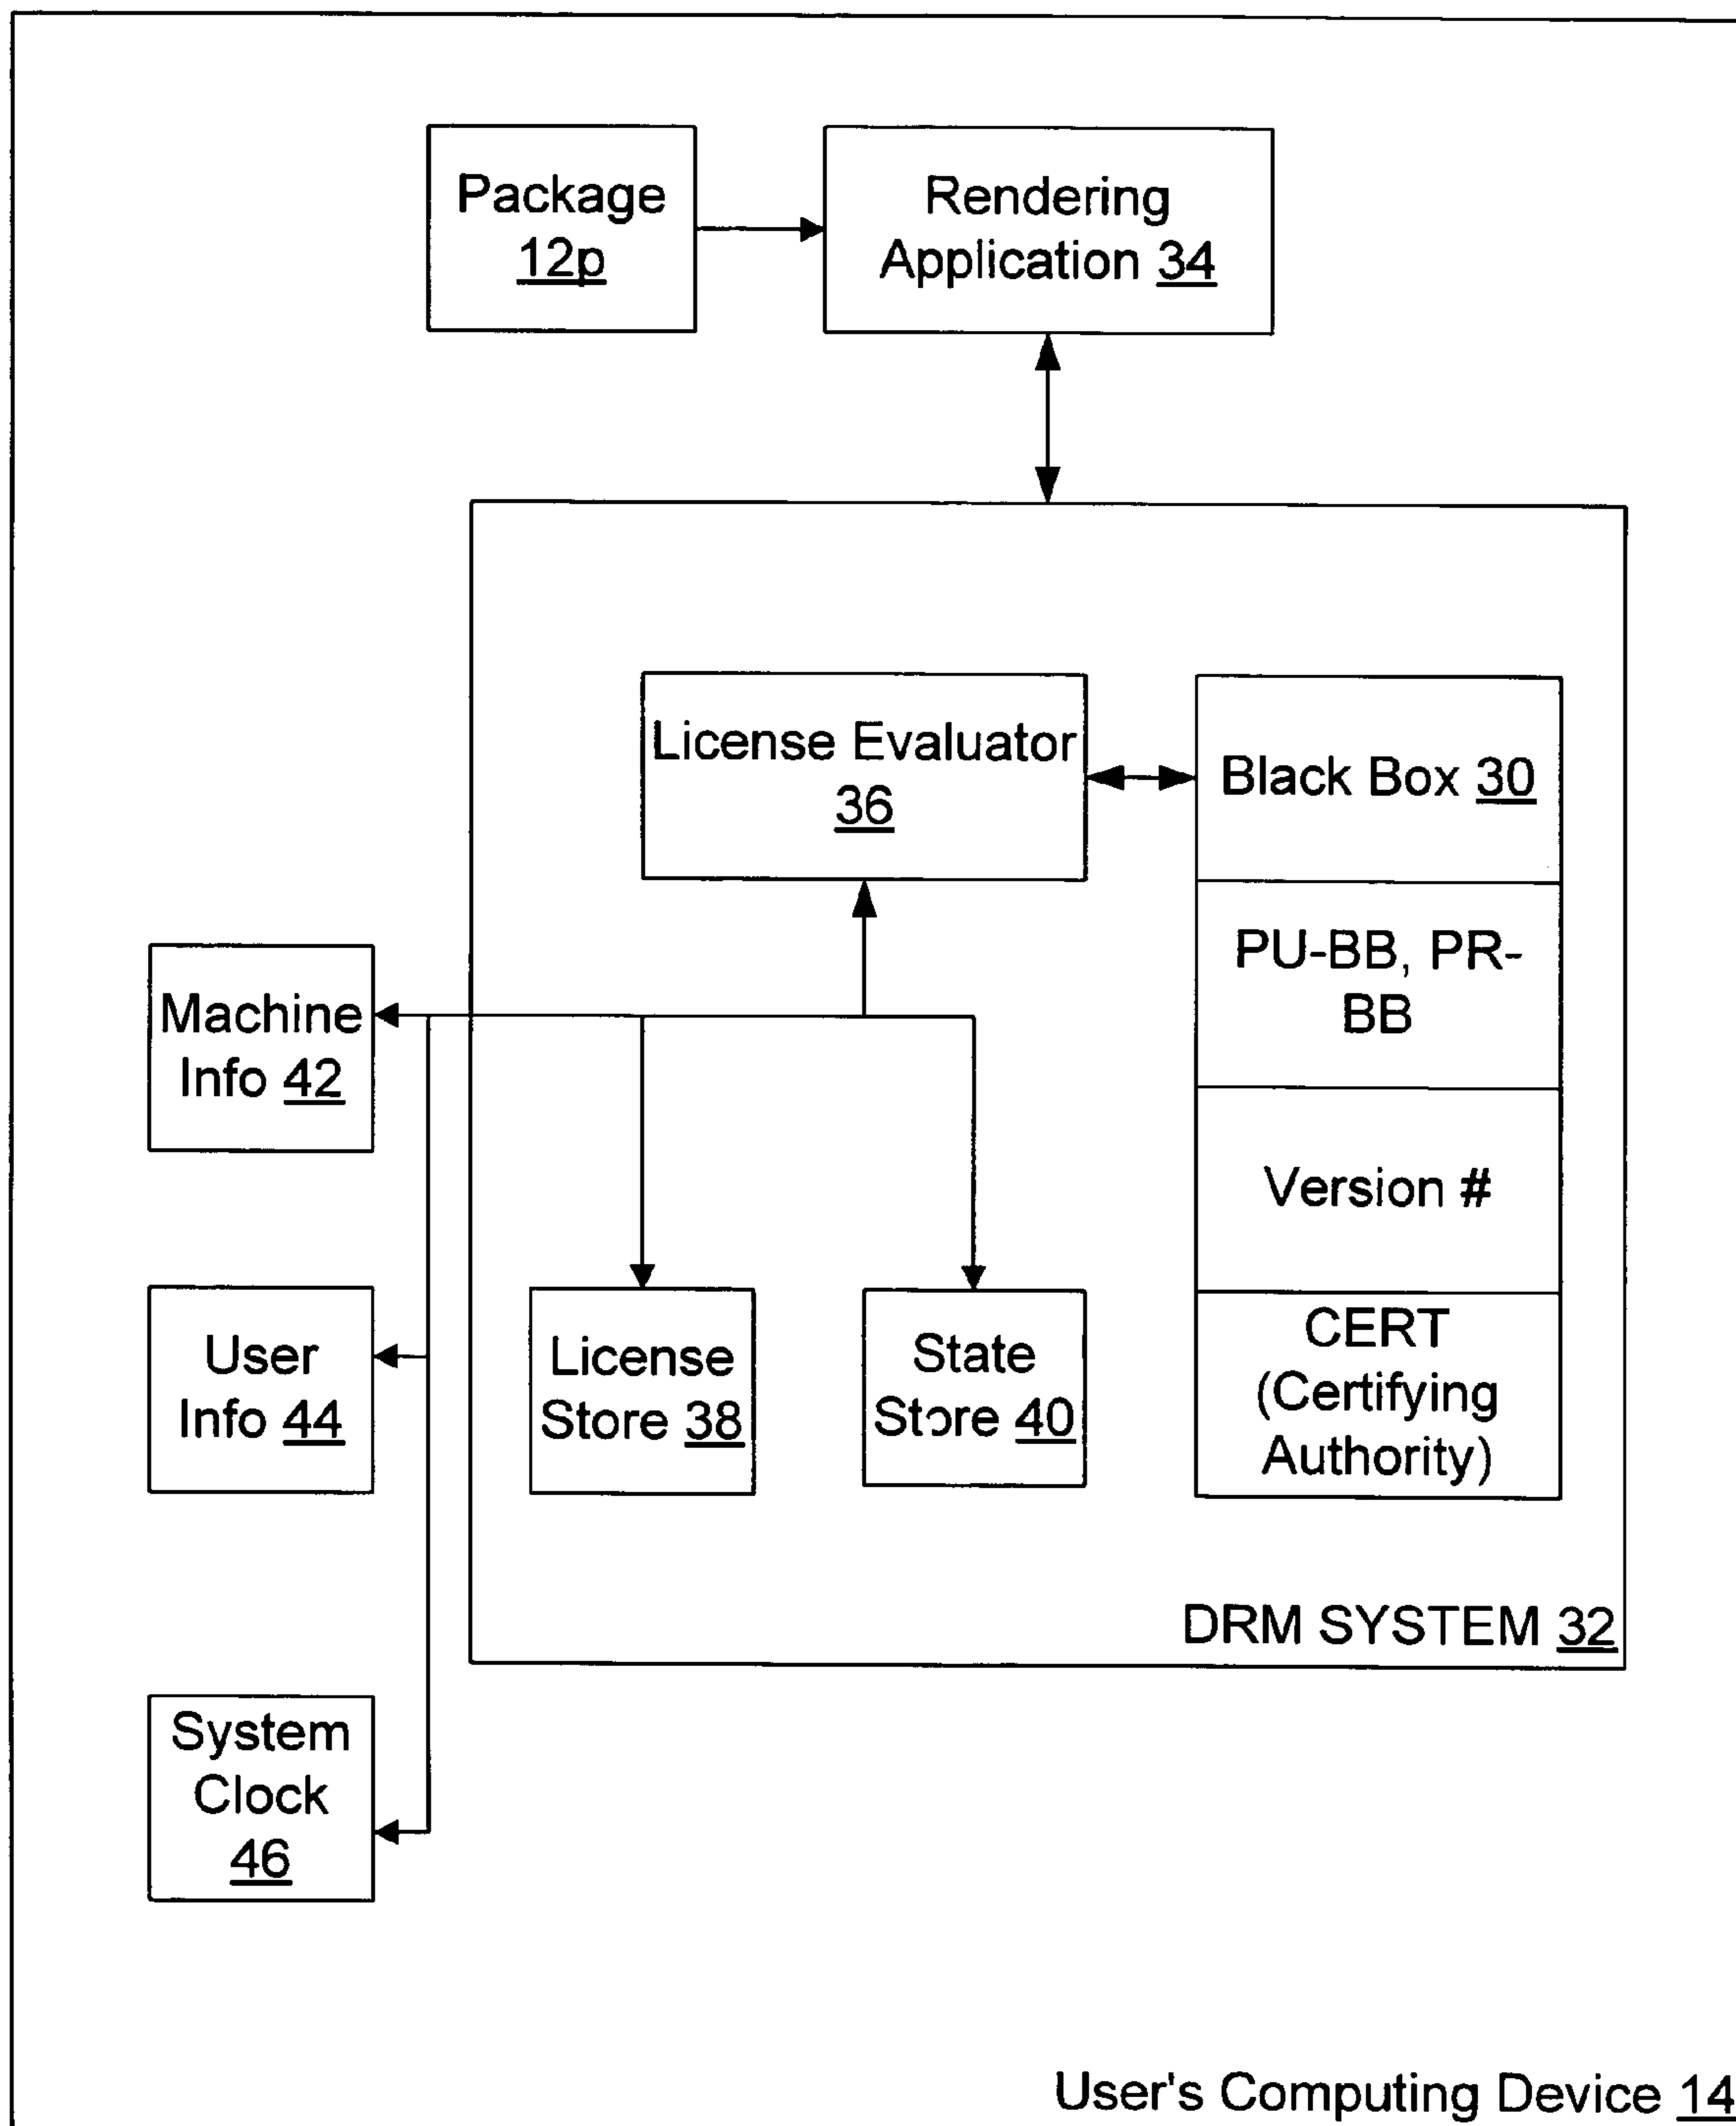 Package
12p
Rendering
Application 34
License Evaluator
36
Black Box 30
PU-BB, PR-
BB
Version #
CERT
(Certifying
Authority)
Machine
Info 42
User
Info 44
License
Store 38
State
Store 40
DRM SYSTEM 32
System
Clock
46
User's Computing Device 14